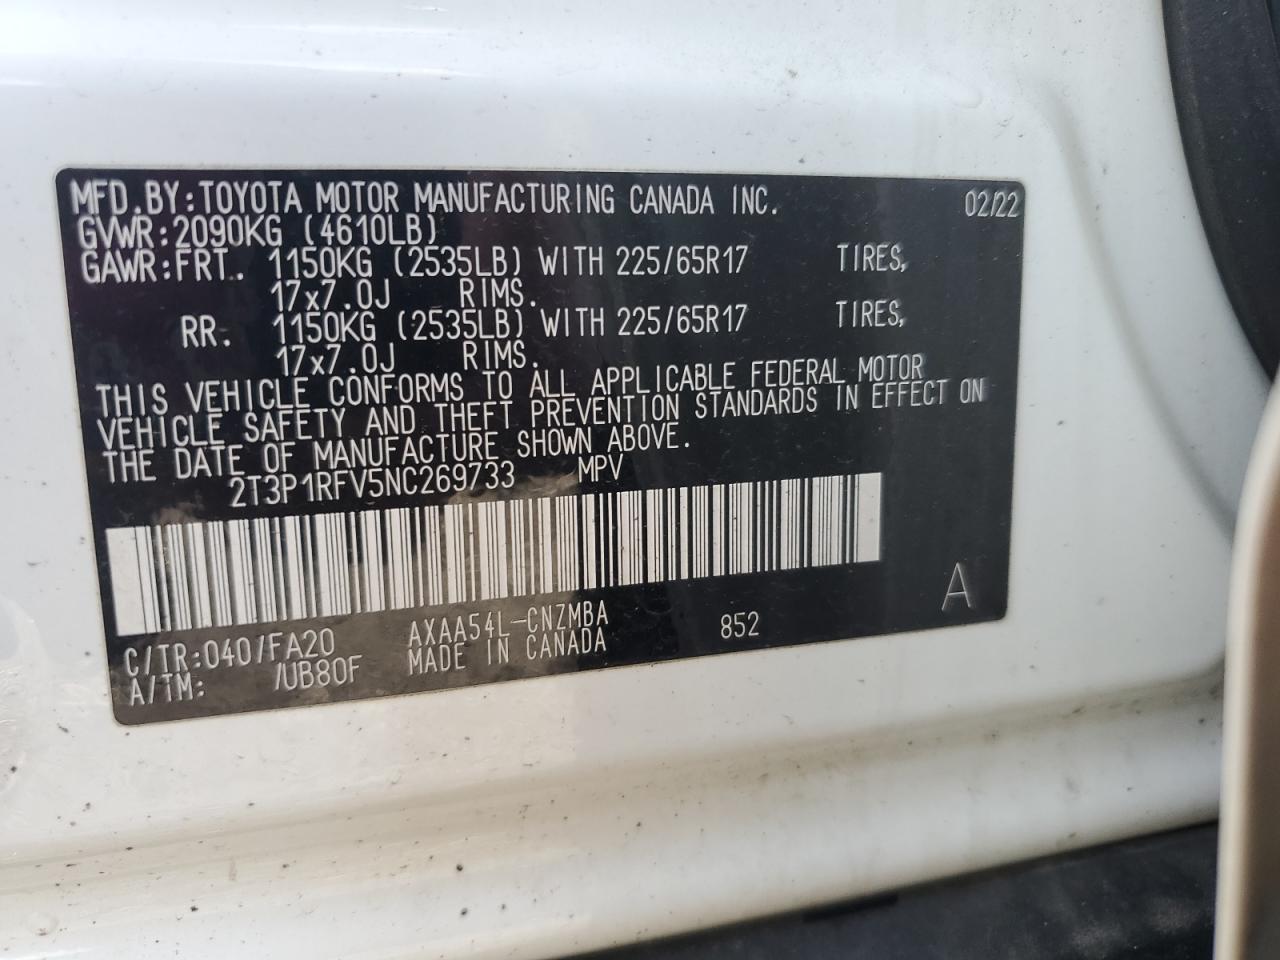 MFD.BY:TOYOTA MOTOR MANUFACTURING CANADA INC. 02/22
GVWR:2090KG (4610LB)
GAWR:FRT. 1150KG (2535LB) WITH 225/65R17 TIRES,
17x7.0J RIMS.
RR. 1150KG (2535LB) WITH 225/65R17 TIRES,
17x7.0J RIMS.
THIS VEHICLE CONFORMS TO ALL APPLICABLE FEDERAL MOTOR
VEHICLE SAFETY AND THEFT PREVENTION STANDARDS IN EFFECT ON
THE DATE OF MANUFACTURE SHOWN ABOVE.
2T3P1RFV5NC269733 MPV
A
C/TR:040/FA20 AXAA54L-CNZMBA 852
A/TM: /UB80F MADE IN CANADA